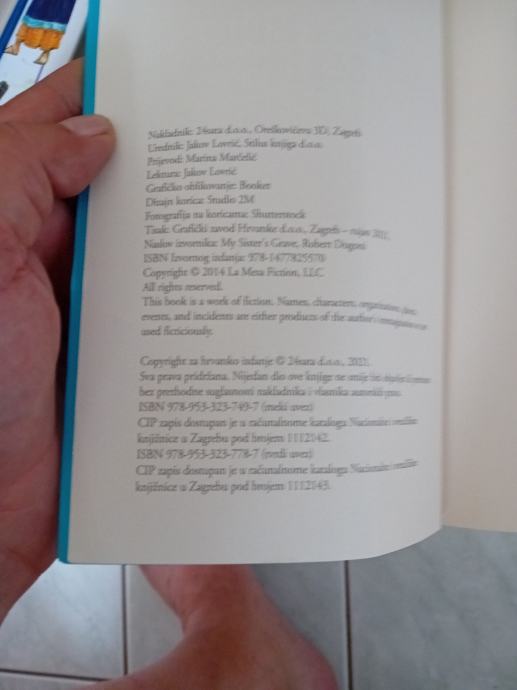 Nakladnik: 24sata d.o.o., Oreškovićeva 3D, Zagreb
Urednik: Jakov Lovrić, Stilus knjiga d.o.o.
Prijevod: Marina Marčelić
Lektura: Jakov Lovrić
Grafičko oblikovanje: Booker
Dizajn korica: Studio 2M
Fotografija na koricama: Shutterstock
Tisak: Grafički zavod Hrvatske d.o.o., Zagreb – rujan
Naslov izvornika: My Sister's Grave, Robert Dugoni
ISBN Izvornog izdanja: 978-1477825570
Copyright © 2014 La Mesa Fiction, LLC
All rights reserved.
This book is a work of fiction. Names, characters, organizations,
events, and incidents are either products of the author's imagination or
used fictitiously.
Copyright za hrvatsko izdanje © 24sata d.o.o., 2021.
Sva prava pridržana. Nijedan dio ove knjige ne smije
bez prethodne suglasnosti nakladnika i vlasnika autorskih prava.
ISBN 978-953-323-749-7 (meki uvez)
CIP zapis dostupan je u računalnome katalogu Nacionalne i sveučilišne
knjižnice u Zagrebu pod brojem 1112142.
ISBN 978-953-323-778-7 (tvrdi uvez)
CIP zapis dostupan je u računalnome katalogu Nacionalne i sveučilišne
knjižnice u Zagrebu pod brojem 1112143.